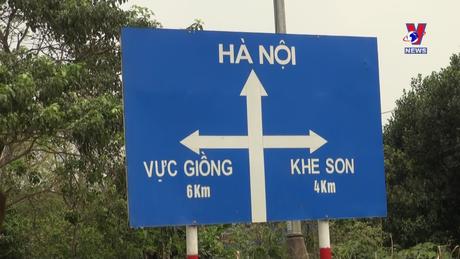 V
NEWS
HÀ NỘI
VỰC GIỒNG
6Km
KHE SON
4Km